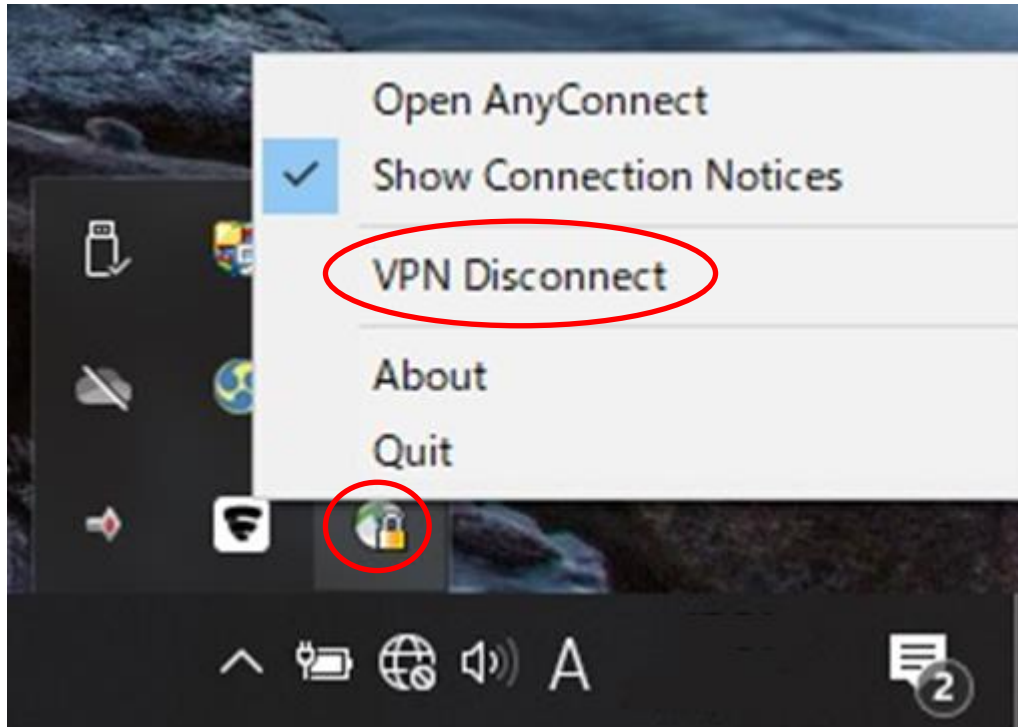 Open AnyConnect
Show Connection Notices
VPN Disconnect
About
Quit
A
2